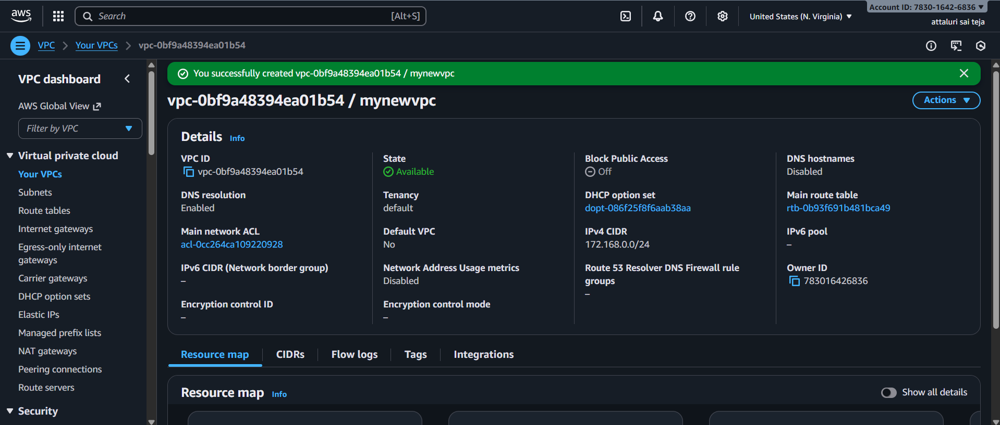 aws
Search
[Alt+S]
United States (N. Virginia)
Account ID: 7830-1642-6836
attaluri sai teja
VPC
Your VPCs
vpc-0bf9a48394ea01b54
VPC dashboard
AWS Global View
Filter by VPC
Virtual private cloud
Your VPCs
Subnets
Route tables
Internet gateways
Egress-only internet
gateways
Carrier gateways
DHCP option sets
Elastic IPs
Managed prefix lists
NAT gateways
Peering connections
Route servers
Security
You successfully created vpc-0bf9a48394ea01b54 / mynewvpc
vpc-0bf9a48394ea01b54 / mynewvpc
Actions
Details Info
VPC ID
vpc-0bf9a48394ea01b54
State
Available
Block Public Access
Off
DNS hostnames
Disabled
DNS resolution
Enabled
Tenancy
default
DHCP option set
dopt-086f25f8f6aab38aa
Main route table
rtb-0b93f691b481bca49
Main network ACL
acl-0cc264ca109220928
Default VPC
No
IPv4 CIDR
172.168.0.0/24
IPv6 pool
–
IPv6 CIDR (Network border group)
–
Network Address Usage metrics
Disabled
Route 53 Resolver DNS Firewall rule
groups
–
Owner ID
783016426836
Encryption control ID
–
Encryption control mode
–
Resource map
CIDRs
Flow logs
Tags
Integrations
Resource map Info
Show all details